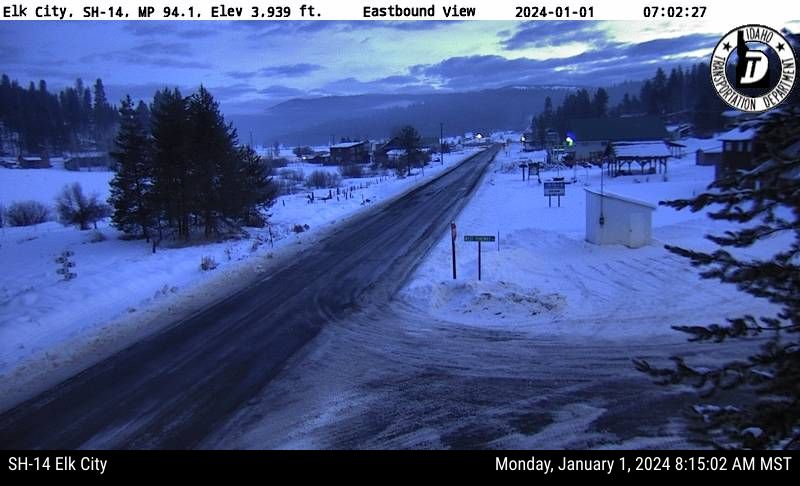 Elk City, SH-14, MP 94.1, Elev 3,939 ft. Eastbound View 2024-01-01 07:02:27
IDAHO
TRANSPORTATION DEPARTMENT
SH-14 Elk City Monday, January 1, 2024 8:15:02 AM MST